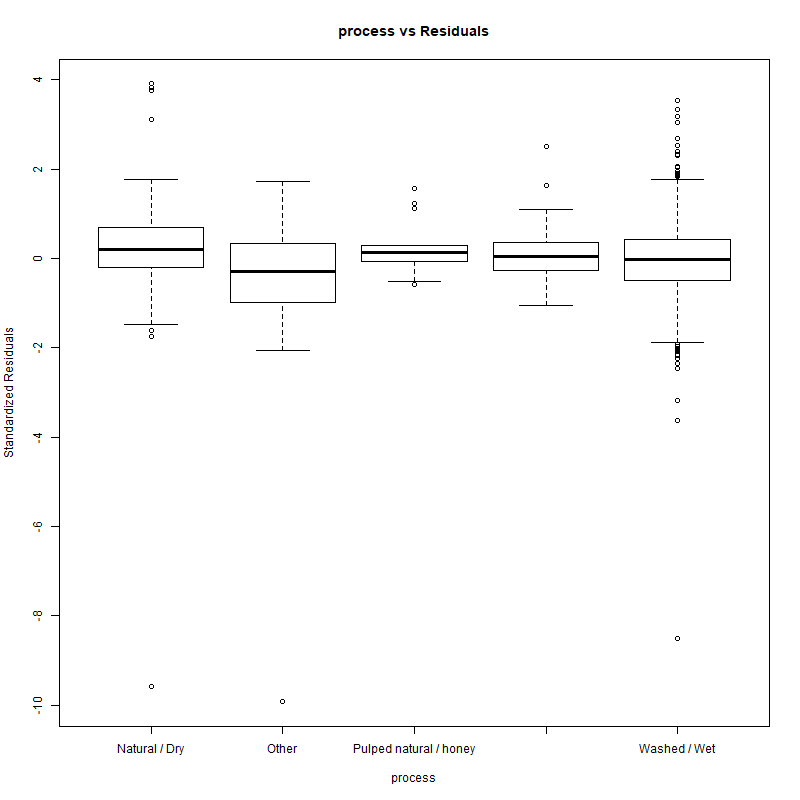 process vs Residuals
Standardized Residuals
4
2
0
-2
-4
-6
-8
-10
Natural / Dry
Other
Pulped natural / honey
Washed / Wet
process